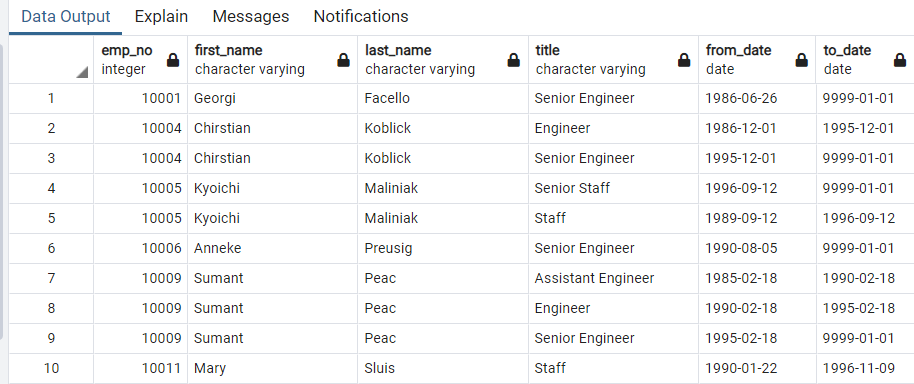 Data Output Explain Messages Notifications
emp_no first_name last_name title from_date to_date
integer character varying character varying character varying date date
1 10001 Georgi Facello Senior Engineer 1986-06-26 9999-01-01
2 10004 Chirstian Koblick Engineer 1986-12-01 1995-12-01
3 10004 Chirstian Koblick Senior Engineer 1995-12-01 9999-01-01
4 10005 Kyoichi Maliniak Senior Staff 1996-09-12 9999-01-01
5 10005 Kyoichi Maliniak Staff 1989-09-12 1996-09-12
6 10006 Anneke Preusig Senior Engineer 1990-08-05 9999-01-01
7 10009 Sumant Peac Assistant Engineer 1985-02-18 1990-02-18
8 10009 Sumant Peac Engineer 1990-02-18 1995-02-18
9 10009 Sumant Peac Senior Engineer 1995-02-18 9999-01-01
10 10011 Mary Sluis Staff 1990-01-22 1996-11-09